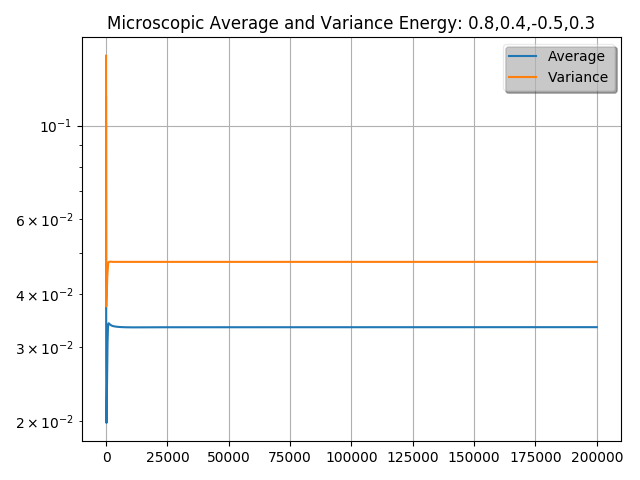 Microscopic Average and Variance Energy: 0.8,0.4,-0.5,0.3
Average
Variance
10⁻¹
6 × 10⁻²
4 × 10⁻²
3 × 10⁻²
2 × 10⁻²
0 25000 50000 75000 100000 125000 150000 175000 200000